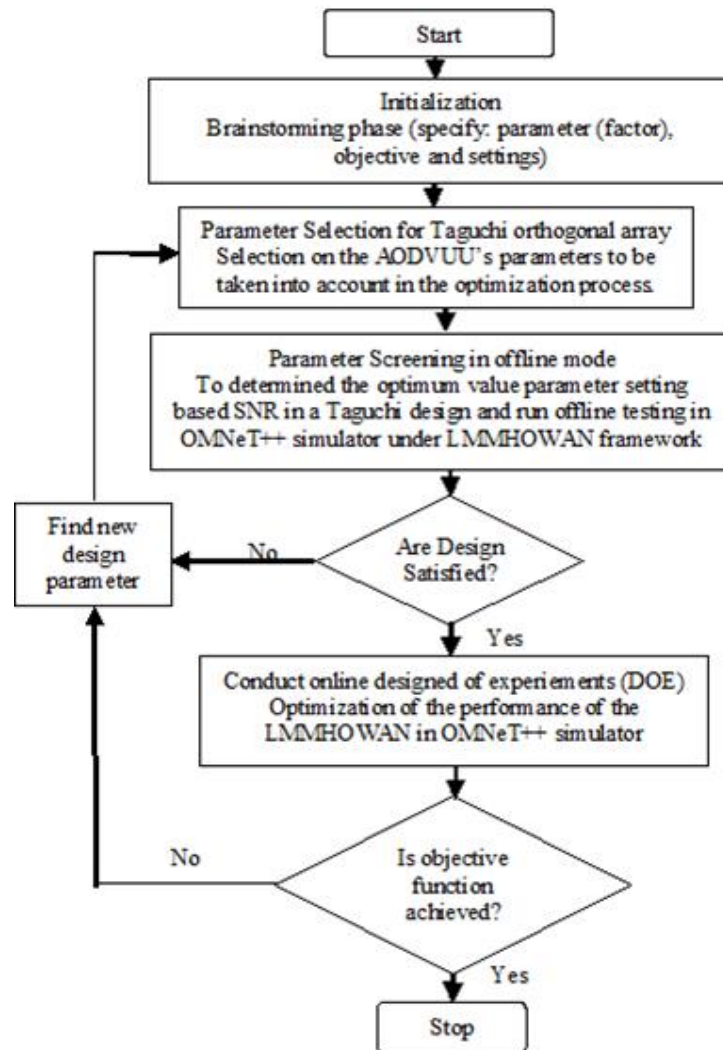 Start
Initialization
Brainstorming phase (specify: parameter (factor),
objective and settings)
Parameter Selection for Taguchi orthogonal array
Selection on the AODVUU's parameters to be
taken into account in the optimization process.
Parameter Screening in offline mode
To determined the optimum value parameter setting
based SNR in a Taguchi design and run offline testing in
OMNeT++ simulator under LMMHOWAN framework
Find new
design
parameter
No
Are Design
Satisfied?
Yes
Conduct online designed of experiements (DOE)
Optimization of the performance of the
LMMHOWAN in OMNeT++ simulator
No
Is objective
function
achieved?
Yes
Stop